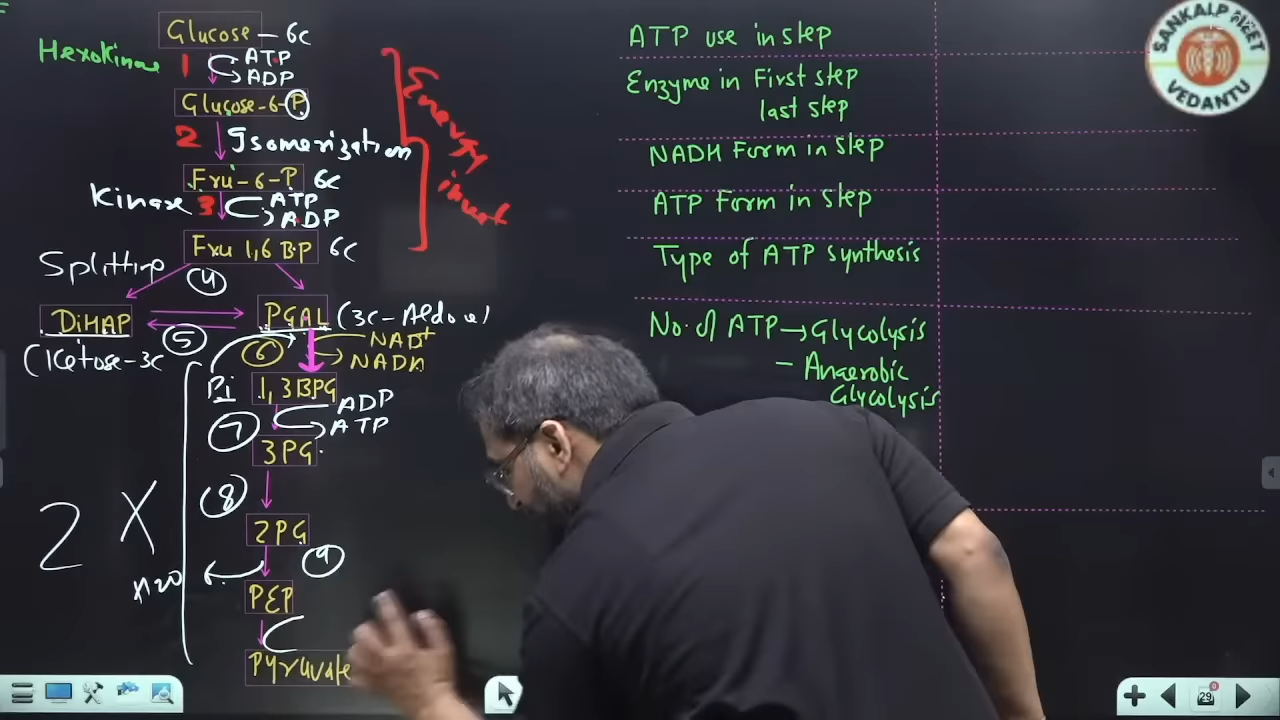 Glucose - 6c
Hexokinase 1
ATP
ADP
Glucose-6-P
2 Isomerization
Fru-6-P 6c
Kinase 3
ATP
ADP
Fru 1,6 BP 6c
Energy
invest
Splitting
4
DiHAP
PGAL (3c-Aldose)
5
(Ketose-3c
6
NAD+
NADH
Pi
1,3BPG
7
ADP
ATP
3PG
8
2 X
2PG
9
H2O
PEP
Pyruvate
ATP use in step
Enzyme in First step
last step
NADH Form in step
ATP Form in step
Type of ATP synthesis
No. of ATP → Glycolysis
- Anaerobic
Glycolysis
SANKALP NEET
VEDANTU
29